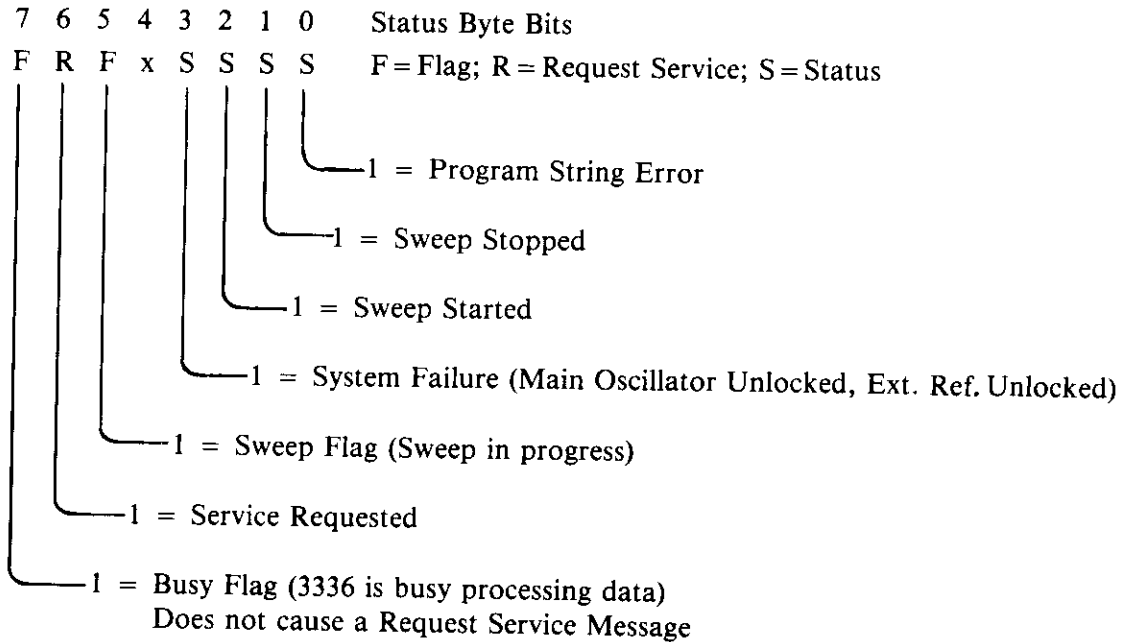 7 6 5 4 3 2 1 0 Status Byte Bits
F R F x S S S S F = Flag; R = Request Service; S = Status
1 = Program String Error
1 = Sweep Stopped
1 = Sweep Started
1 = System Failure (Main Oscillator Unlocked, Ext. Ref. Unlocked)
1 = Sweep Flag (Sweep in progress)
1 = Service Requested
1 = Busy Flag (3336 is busy processing data)
Does not cause a Request Service Message